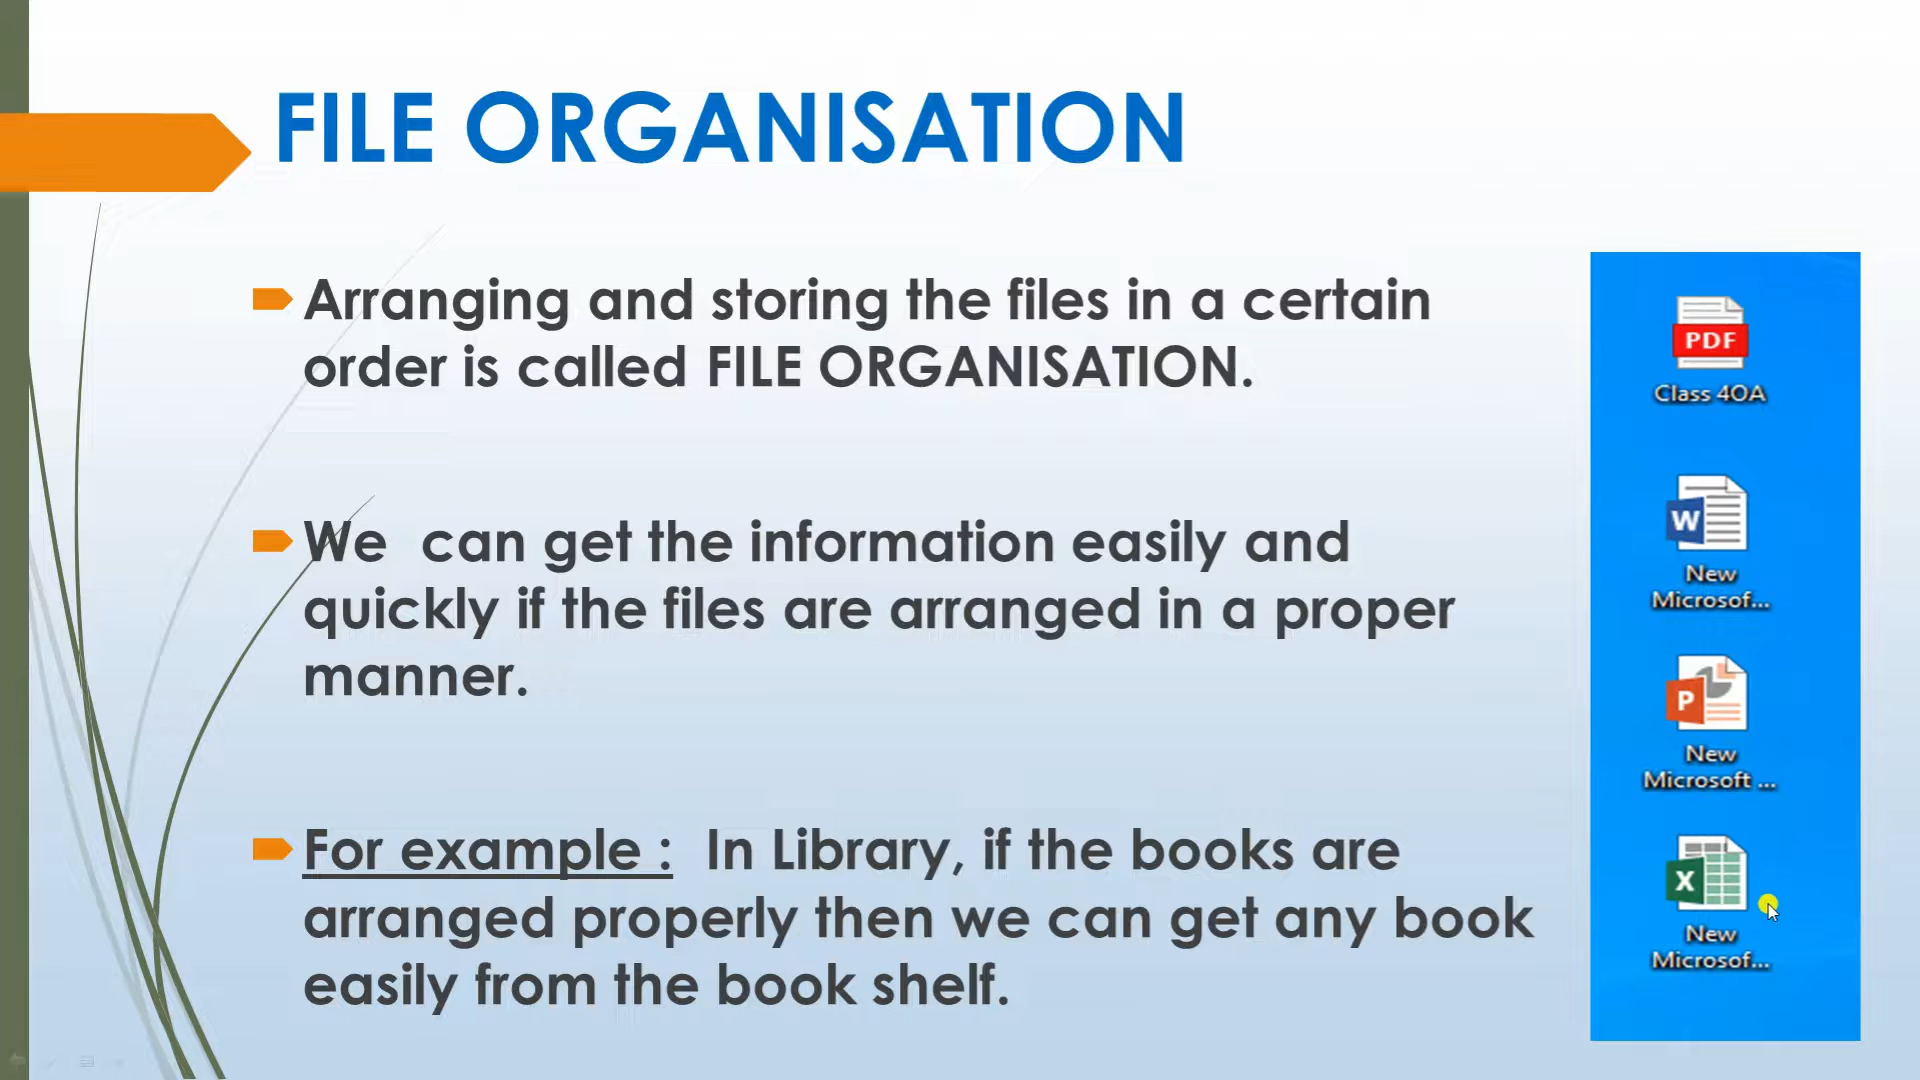 FILE ORGANISATION
Arranging and storing the files in a certain
order is called FILE ORGANISATION.
We can get the information easily and
quickly if the files are arranged in a proper
manner.
For example : In Library, if the books are
arranged properly then we can get any book
easily from the book shelf.
PDF
Class 4OA
W
New
Microsof...
P
New
Microsoft ...
X
New
Microsof...